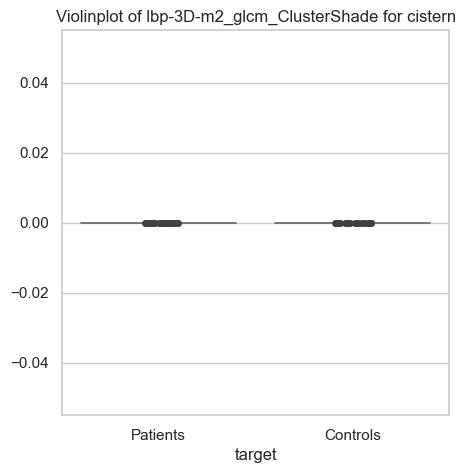 Violinplot of lbp-3D-m2_glcm_ClusterShade for cistern
0.04
0.02
0.00
−0.02
−0.04
Patients
Controls
target